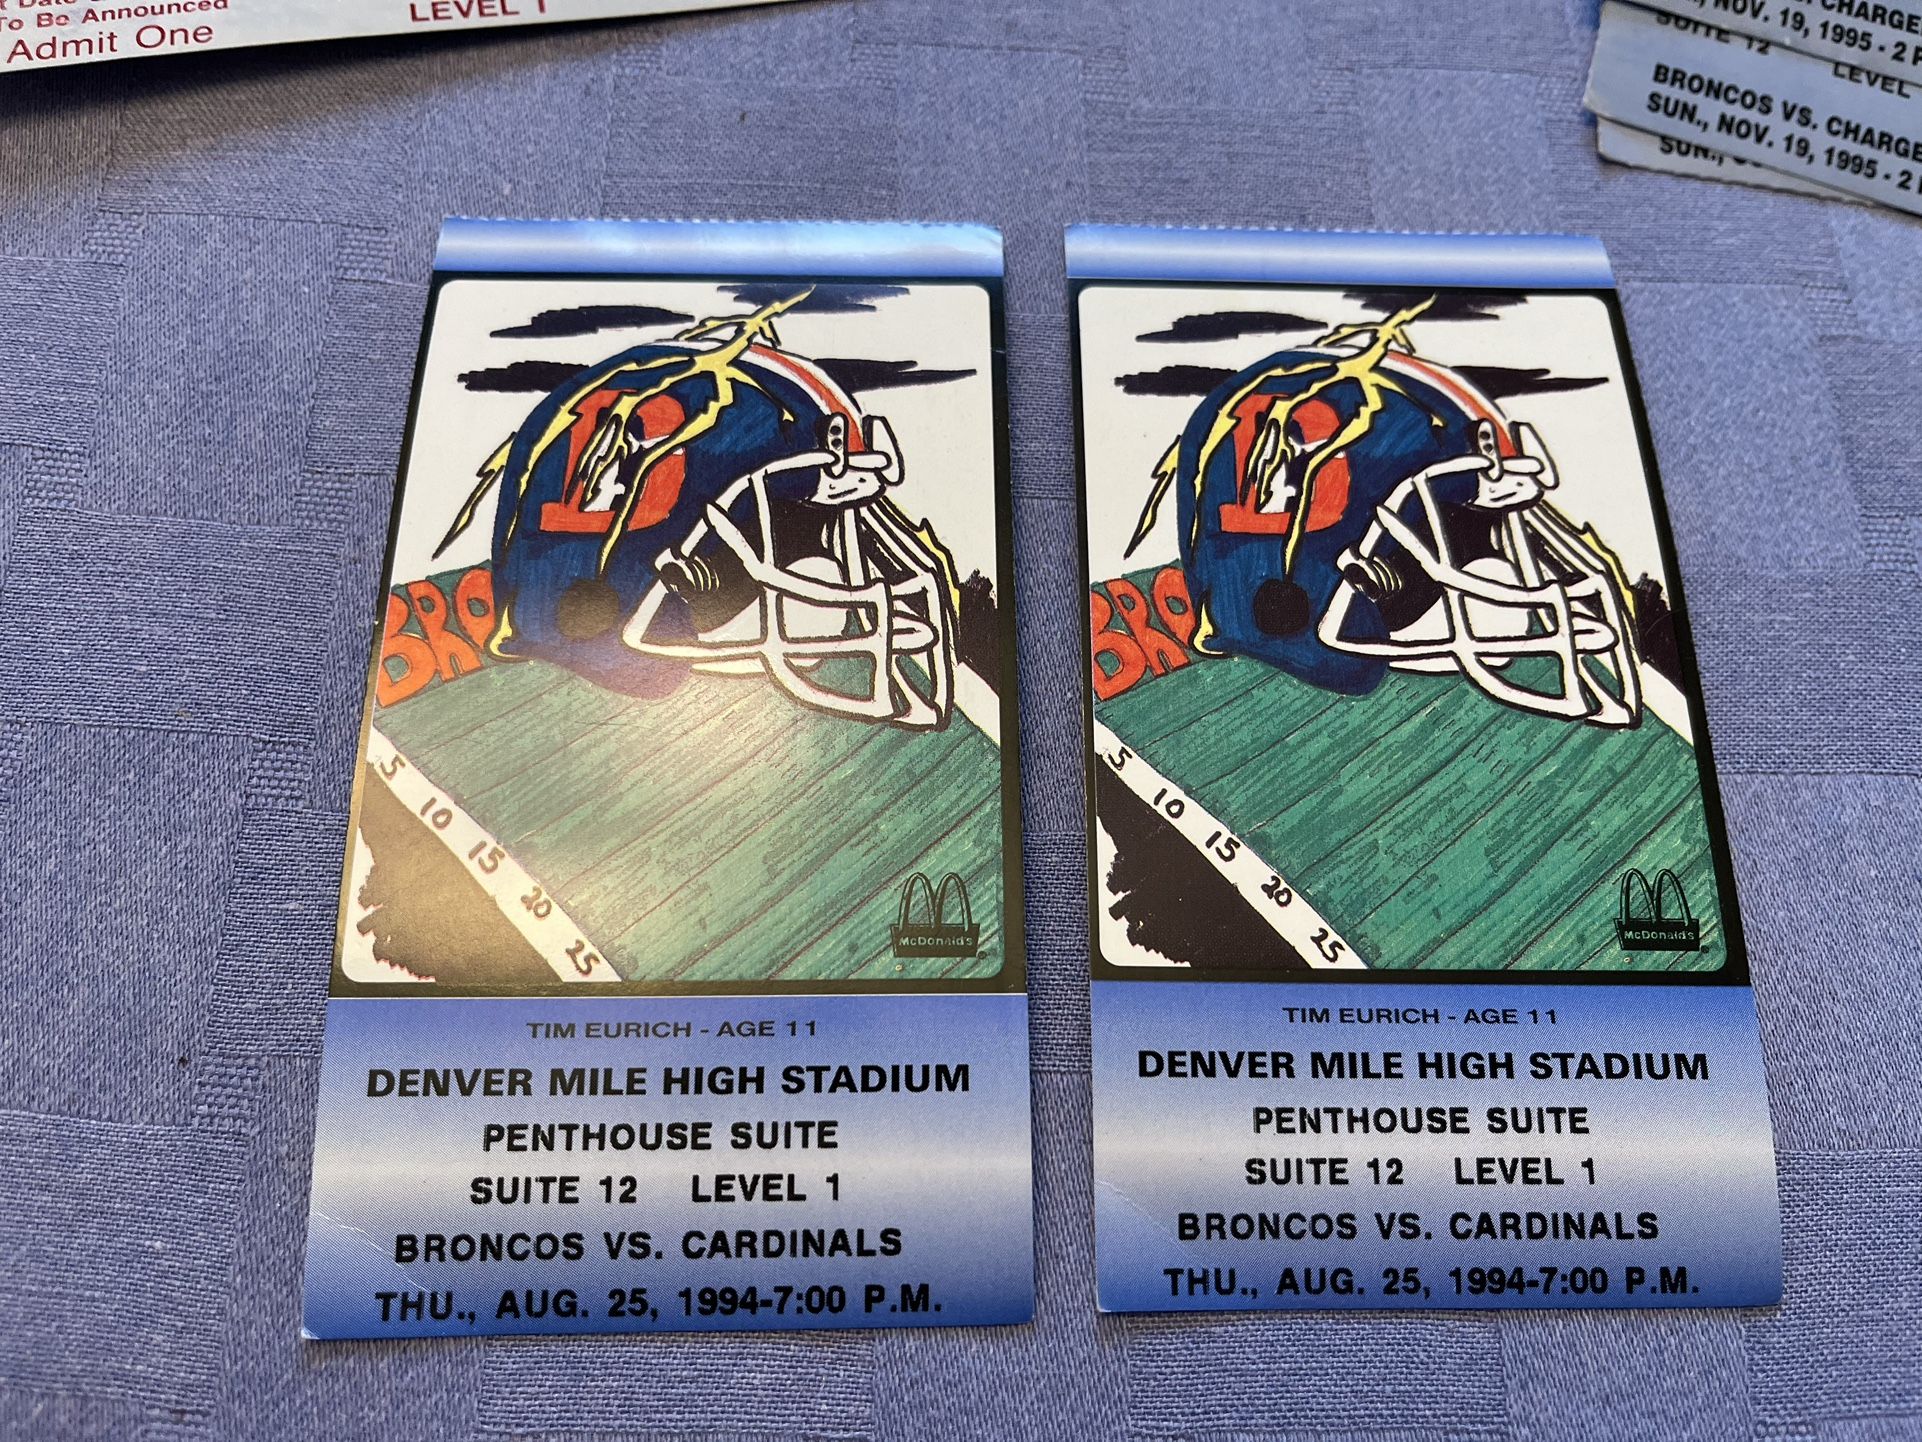 To Be Announced
Admit One
LEVEL 1
NOV. 19, 1995 - 2
SUITE 12
LEVEL
BRONCOS VS.
SUN., NOV. 19, 1995 - 2
SUN.,
BRO
5
10
15
20
25
McDonald's
TIM EURICH - AGE 11
DENVER MILE HIGH STADIUM
PENTHOUSE SUITE
SUITE 12 LEVEL 1
BRONCOS VS. CARDINALS
THU., AUG. 25, 1994-7:00 P.M.
BRO
5
10
15
20
25
McDonald's
TIM EURICH - AGE 11
DENVER MILE HIGH STADIUM
PENTHOUSE SUITE
SUITE 12 LEVEL 1
BRONCOS VS. CARDINALS
THU., AUG. 25, 1994-7:00 P.M.